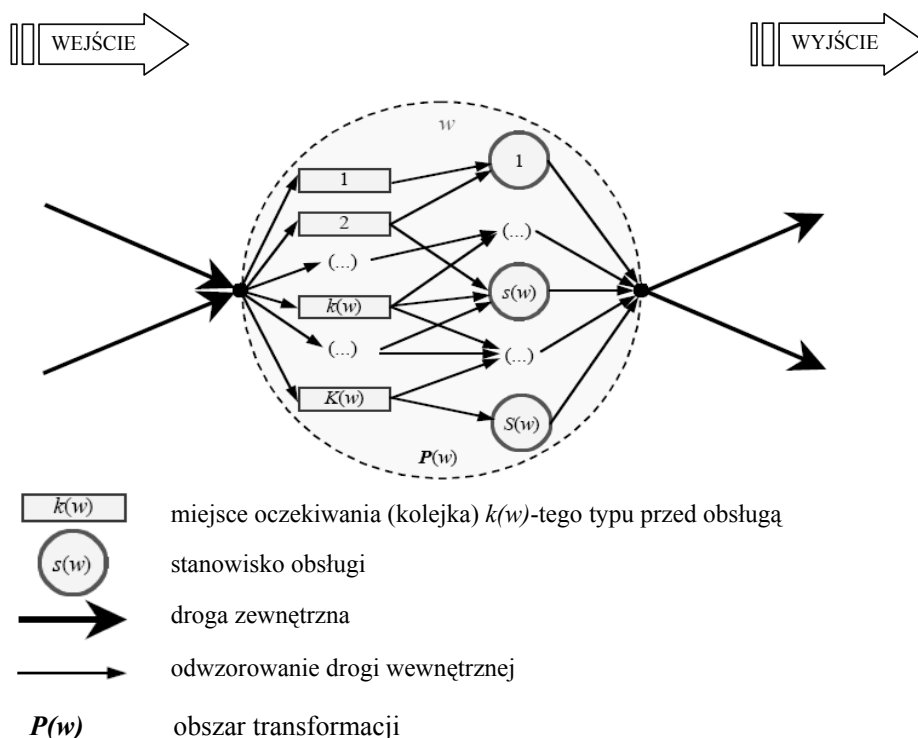 WEJŚCIE
WYJŚCIE
w
1
1
2
(...)
(...)
k(w)
s(w)
(...)
(...)
K(w)
S(w)
P(w)
k(w) miejsce oczekiwania (kolejka) k(w)-tego typu przed obsługą
s(w) stanowisko obsługi
droga zewnętrzna
odwzorowanie drogi wewnętrznej
P(w) obszar transformacji